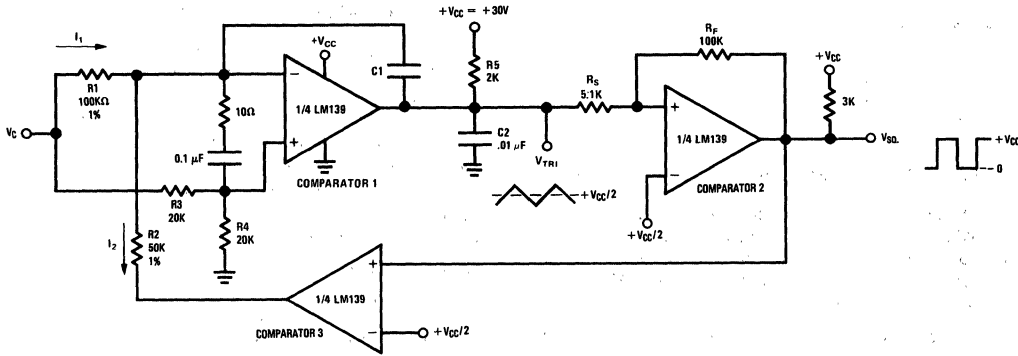 +VCC = +30V
RF
100K
+VCC
I1
+VCC
C1
R5
2K
RS
5.1K
3K
R1
100KΩ
1%
10Ω
−
1/4 LM139
+
+
1/4 LM139
−
VC
VSQ.
+VCC
0
C2
.01 µF
VTRI
0.1 µF
COMPARATOR 1
COMPARATOR 2
+VCC/2
+VCC/2
R3
20K
R4
20K
I2
R2
50K
1%
+
1/4 LM139
−
COMPARATOR 3
+VCC/2